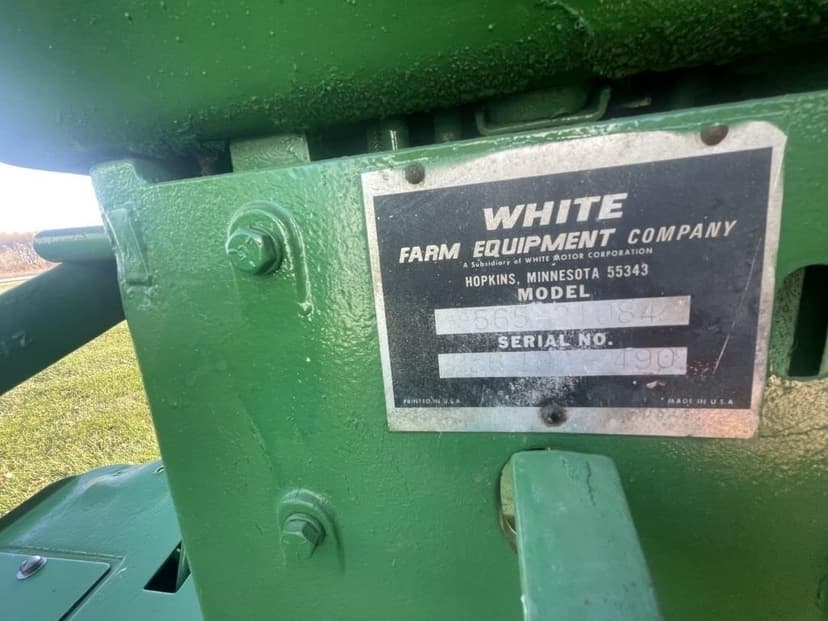 WHITE
FARM EQUIPMENT COMPANY
A Subsidiary of WHITE MOTOR CORPORATION
HOPKINS, MINNESOTA 55343
MODEL
SERIAL NO.
PRINTED IN U.S.A.
MADE IN U.S.A.